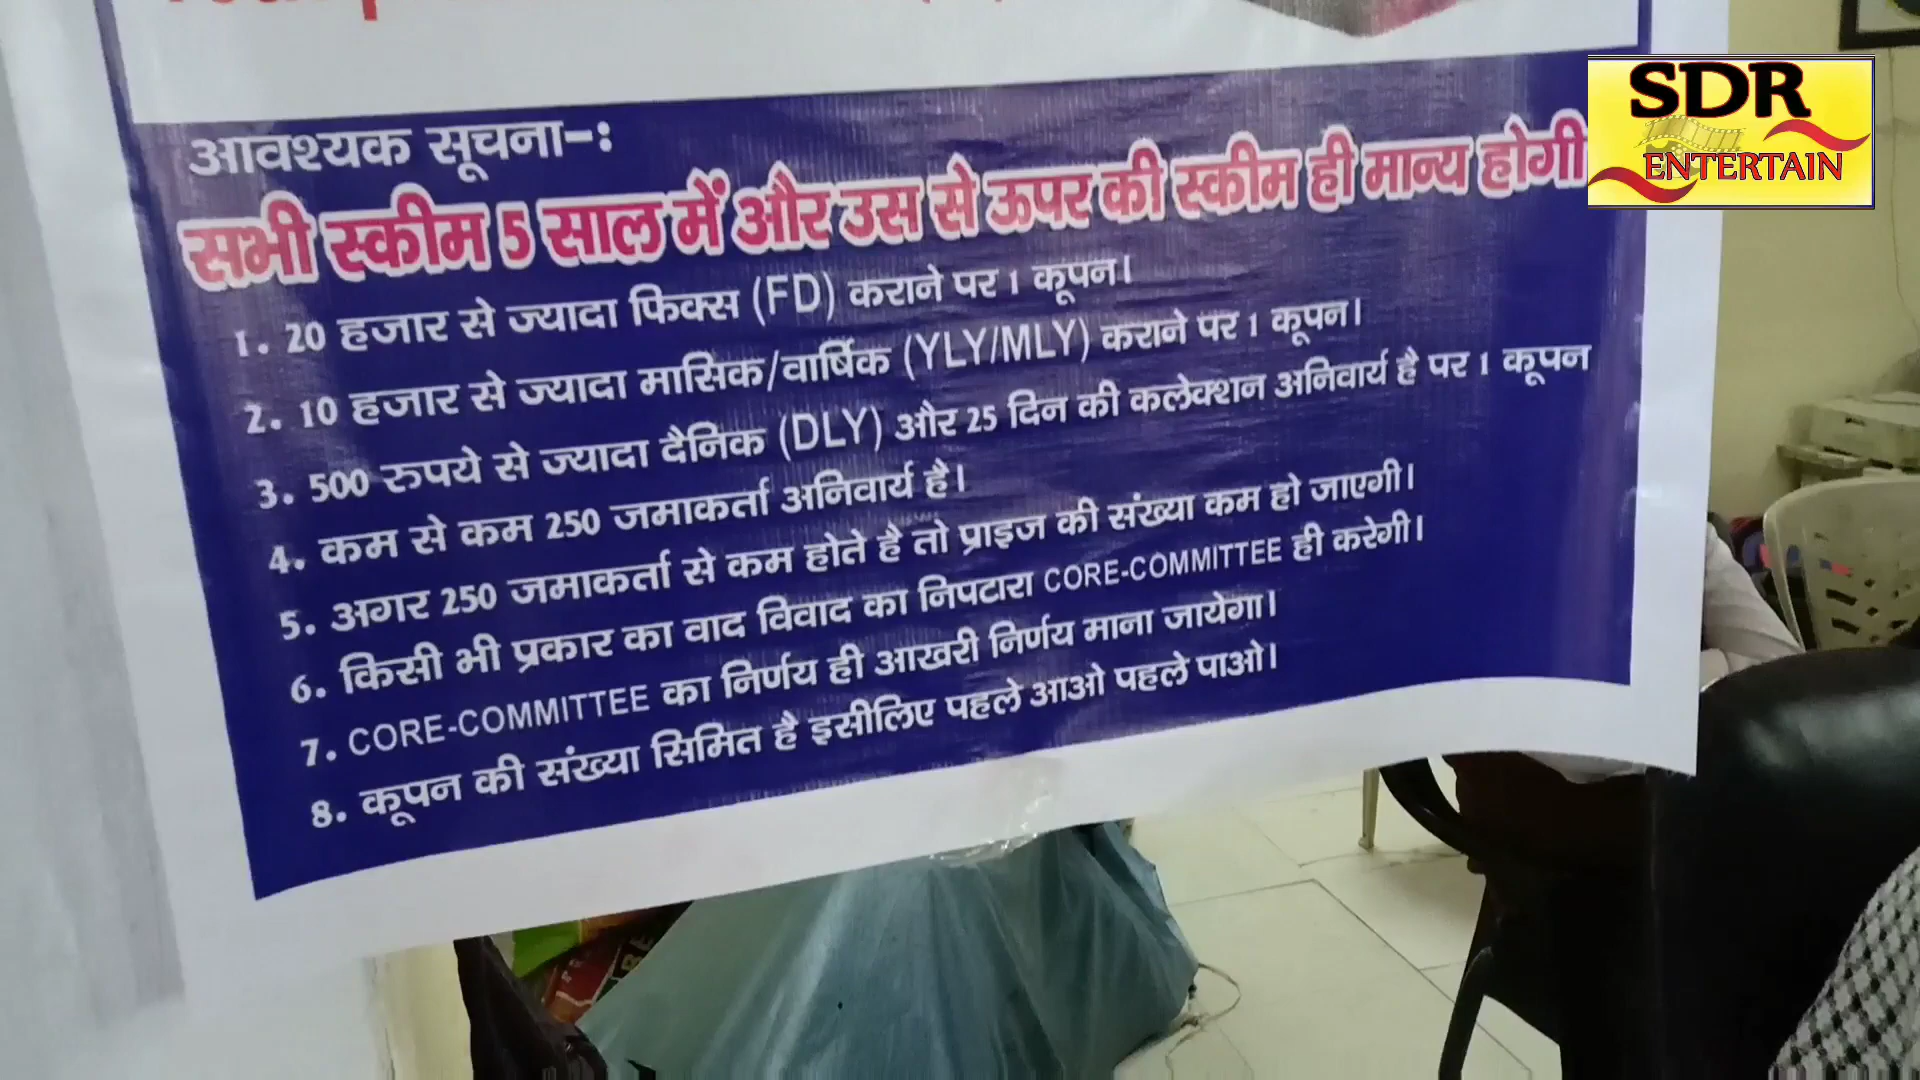 आवश्यक सूचना-:
सभी स्कीम 5 साल में और उस से ऊपर की स्कीम ही मान्य होगी
1. 20 हजार से ज्यादा फिक्स (FD) कराने पर 1 कूपन।
2. 10 हजार से ज्यादा मासिक/वार्षिक (YLY/MLY) कराने पर 1 कूपन।
3. 500 रुपये से ज्यादा दैनिक (DLY) और 25 दिन की कलेक्शन अनिवार्य है पर 1 कूपन
4. कम से कम 250 जमाकर्ता अनिवार्य है।
5. अगर 250 जमाकर्ता से कम होते है तो प्राइज की संख्या कम हो जाएगी।
6. किसी भी प्रकार का वाद विवाद का निपटारा CORE-COMMITTEE ही करेगी।
7. CORE-COMMITTEE का निर्णय ही आखरी निर्णय माना जायेगा।
8. कूपन की संख्या सिमित है इसीलिए पहले आओ पहले पाओ।
SDR
ENTERTAIN